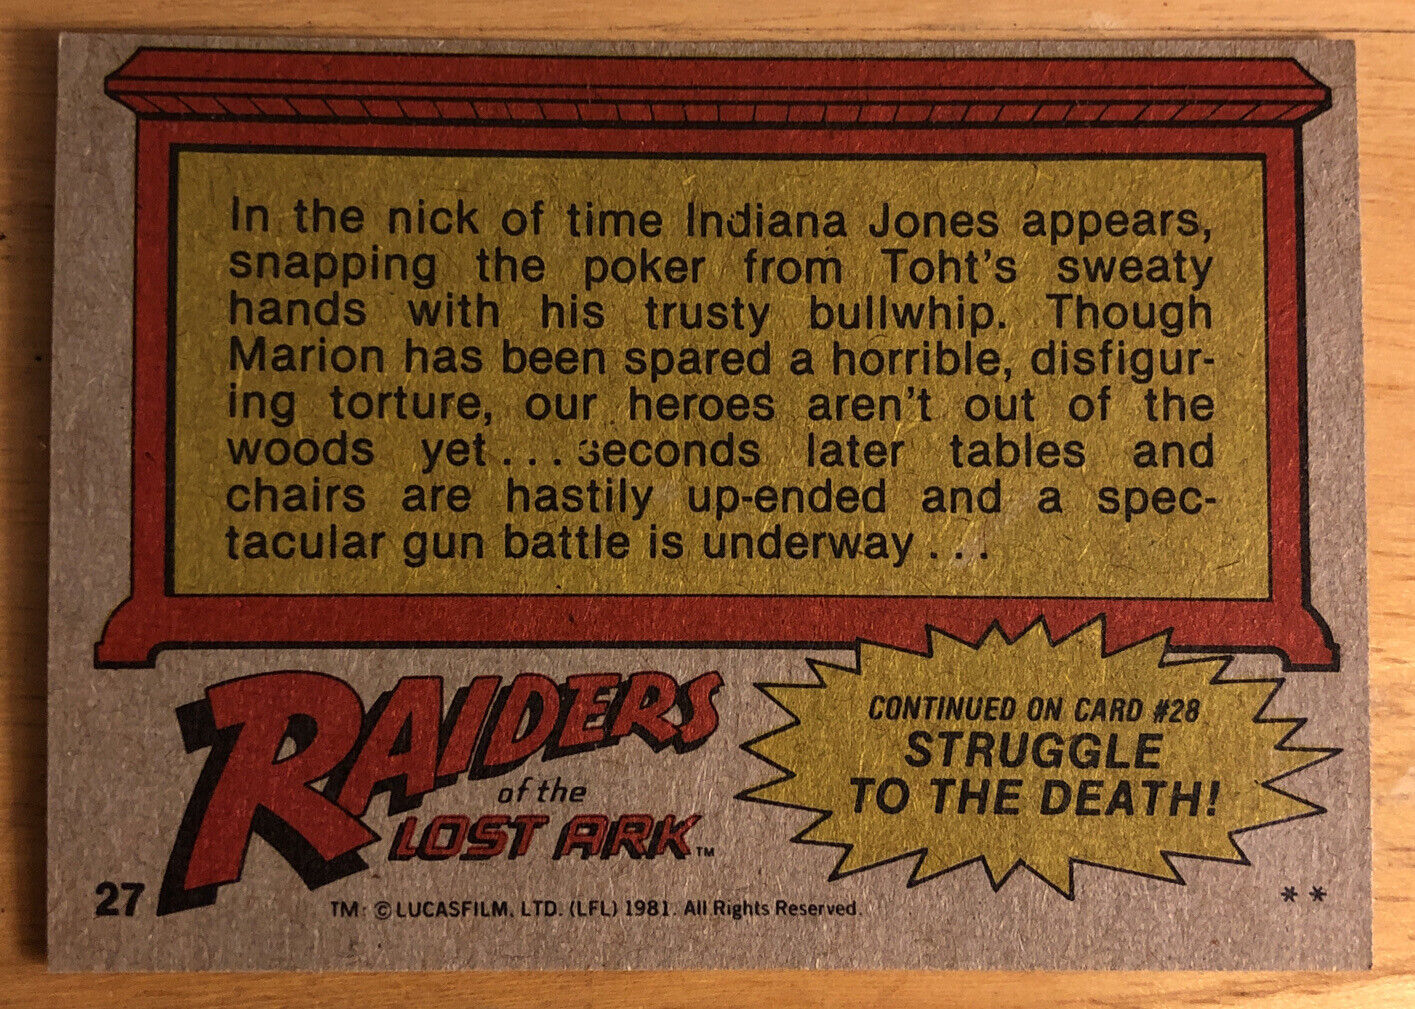 In the nick of time Indiana Jones appears,
snapping the poker from Toht's sweaty
hands with his trusty bullwhip. Though
Marion has been spared a horrible, disfigur-
ing torture, our heroes aren't out of the
woods yet . . . seconds later tables and
chairs are hastily up-ended and a spec-
tacular gun battle is underway . . .
RAIDERS
of the
LOST ARK™
CONTINUED ON CARD #28
STRUGGLE
TO THE DEATH!
27
TM: © LUCASFILM, LTD. (LFL) 1981. All Rights Reserved.
* *